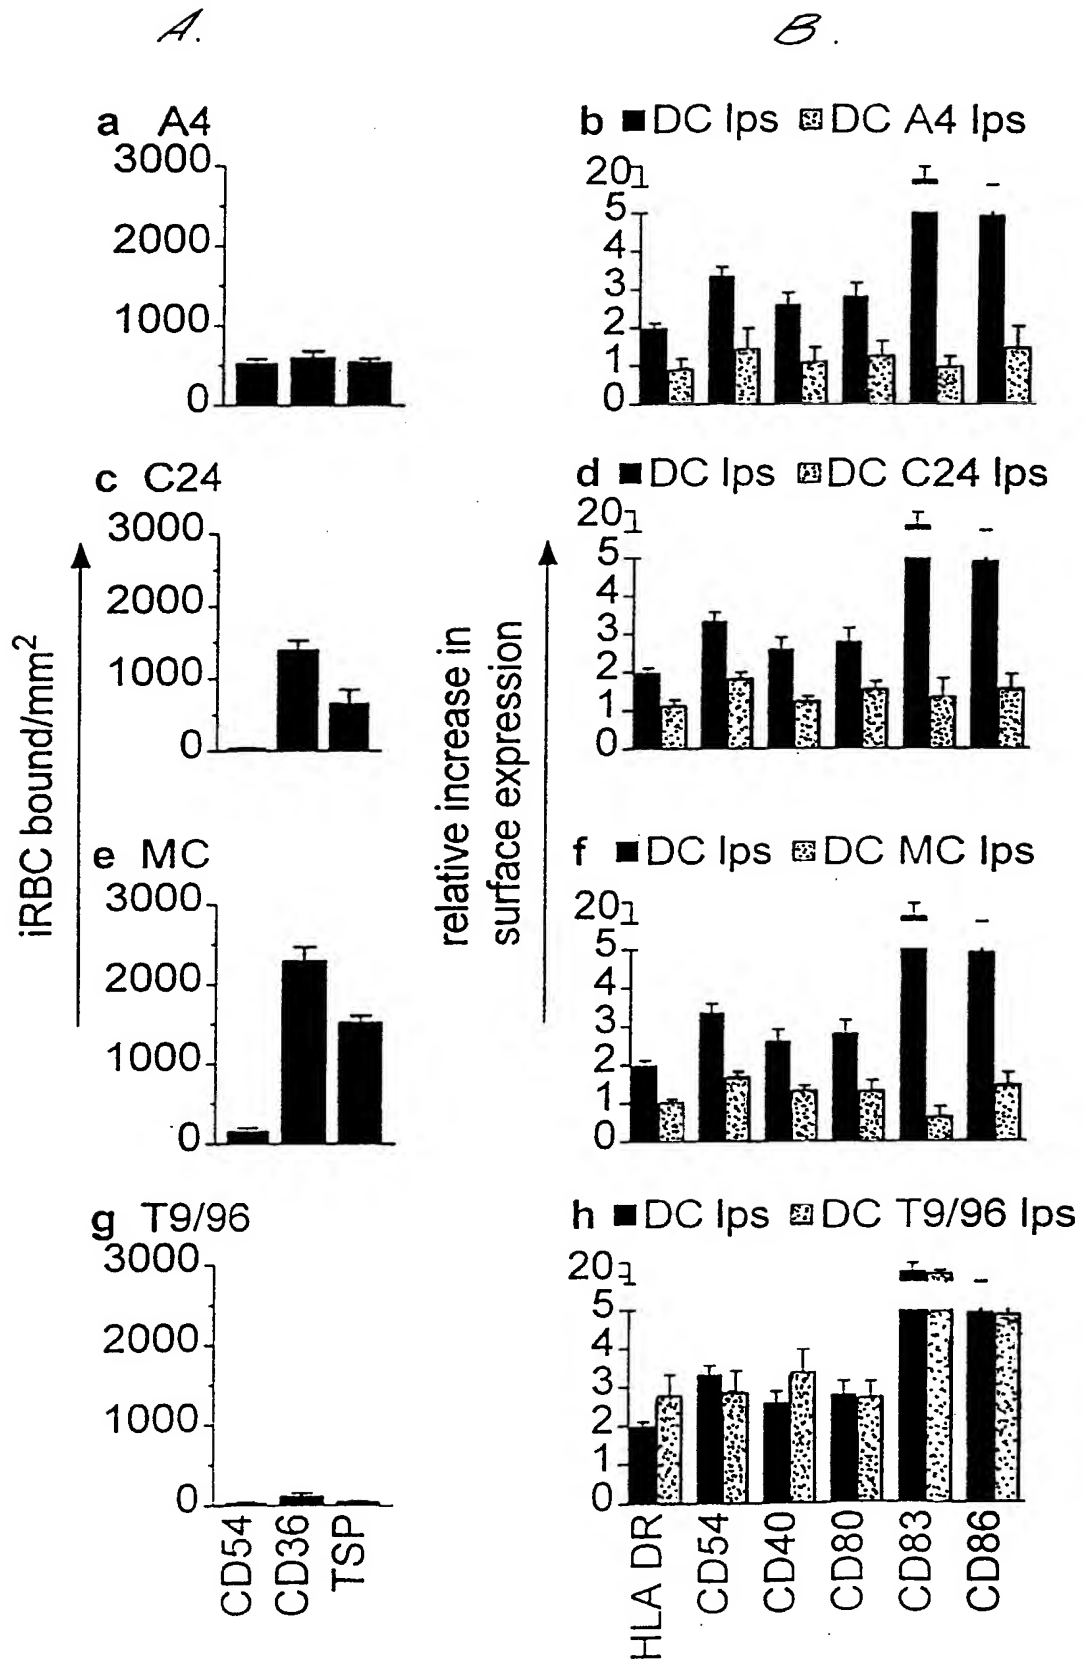 A. B.
a A4
3000
2000
1000
0
b DC lps DC A4 lps
20
5
4
3
2
1
0
c C24
3000
2000
1000
0
d DC lps DC C24 lps
20
5
4
3
2
1
0
iRBC bound/mm2
relative increase in
surface expression
e MC
3000
2000
1000
0
f DC lps DC MC lps
20
5
4
3
2
1
0
g T9/96
3000
2000
1000
0
CD54
CD36
TSP
h DC lps DC T9/96 lps
20
5
4
3
2
1
0
HLA DR
CD54
CD40
CD80
CD83
CD86